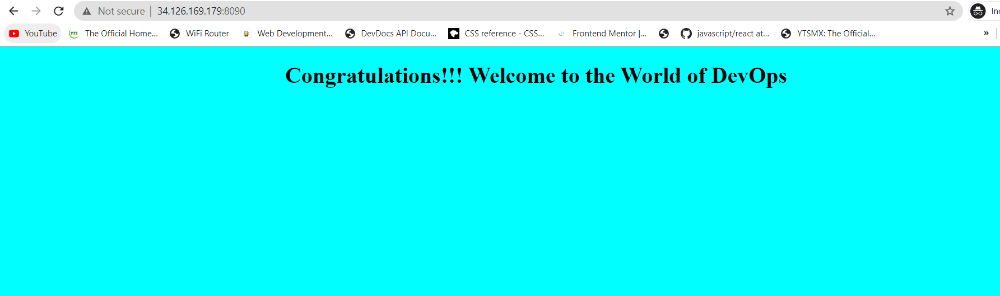 Not secure | 34.126.169.179:8090
Inc
YouTube
YTS
The Official Home...
WiFi Router
Web Development...
DevDocs API Docu...
CSS reference - CSS...
Frontend Mentor |...
javascript/react at...
YTSMX: The Official...
»
Congratulations!!! Welcome to the World of DevOps